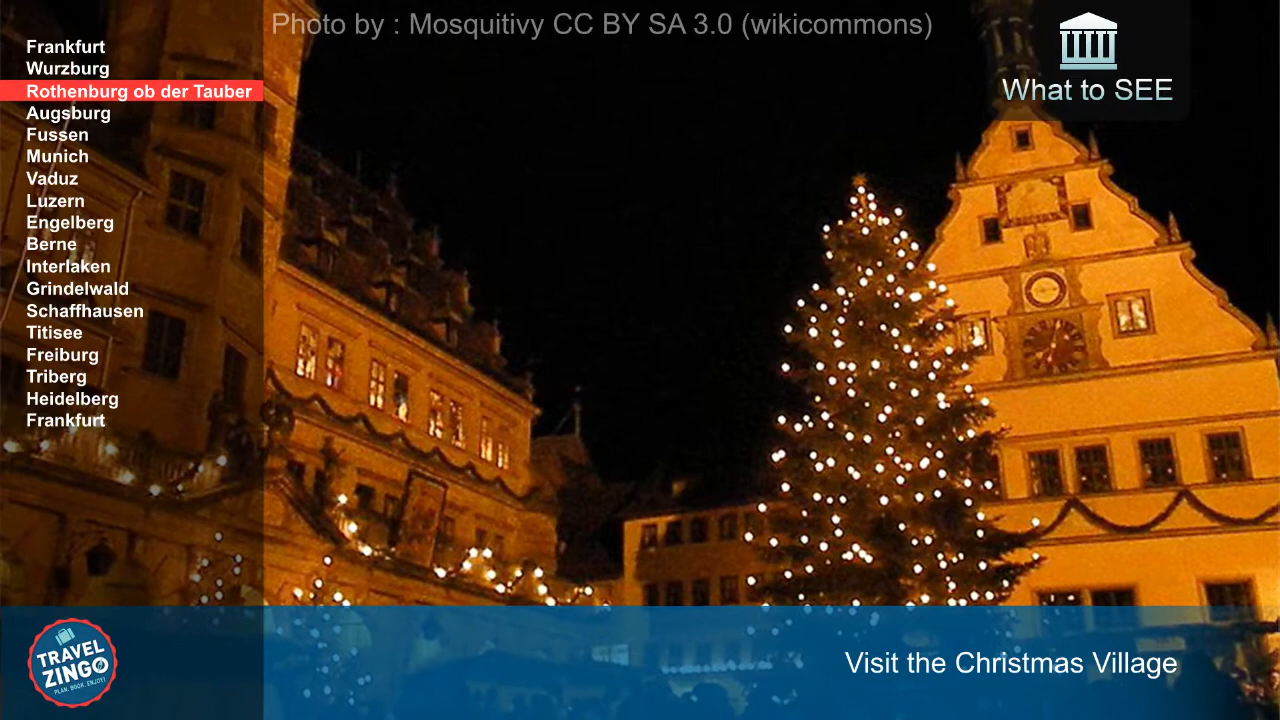 Photo by : Mosquitivy CC BY SA 3.0 (wikicommons)
What to SEE
Frankfurt
Wurzburg
Rothenburg ob der Tauber
Augsburg
Fussen
Munich
Vaduz
Luzern
Engelberg
Berne
Interlaken
Grindelwald
Schaffhausen
Titisee
Freiburg
Triberg
Heidelberg
Frankfurt
TRAVEL
ZINGO
PLAN. BOOK. ENJOY!
Visit the Christmas Village